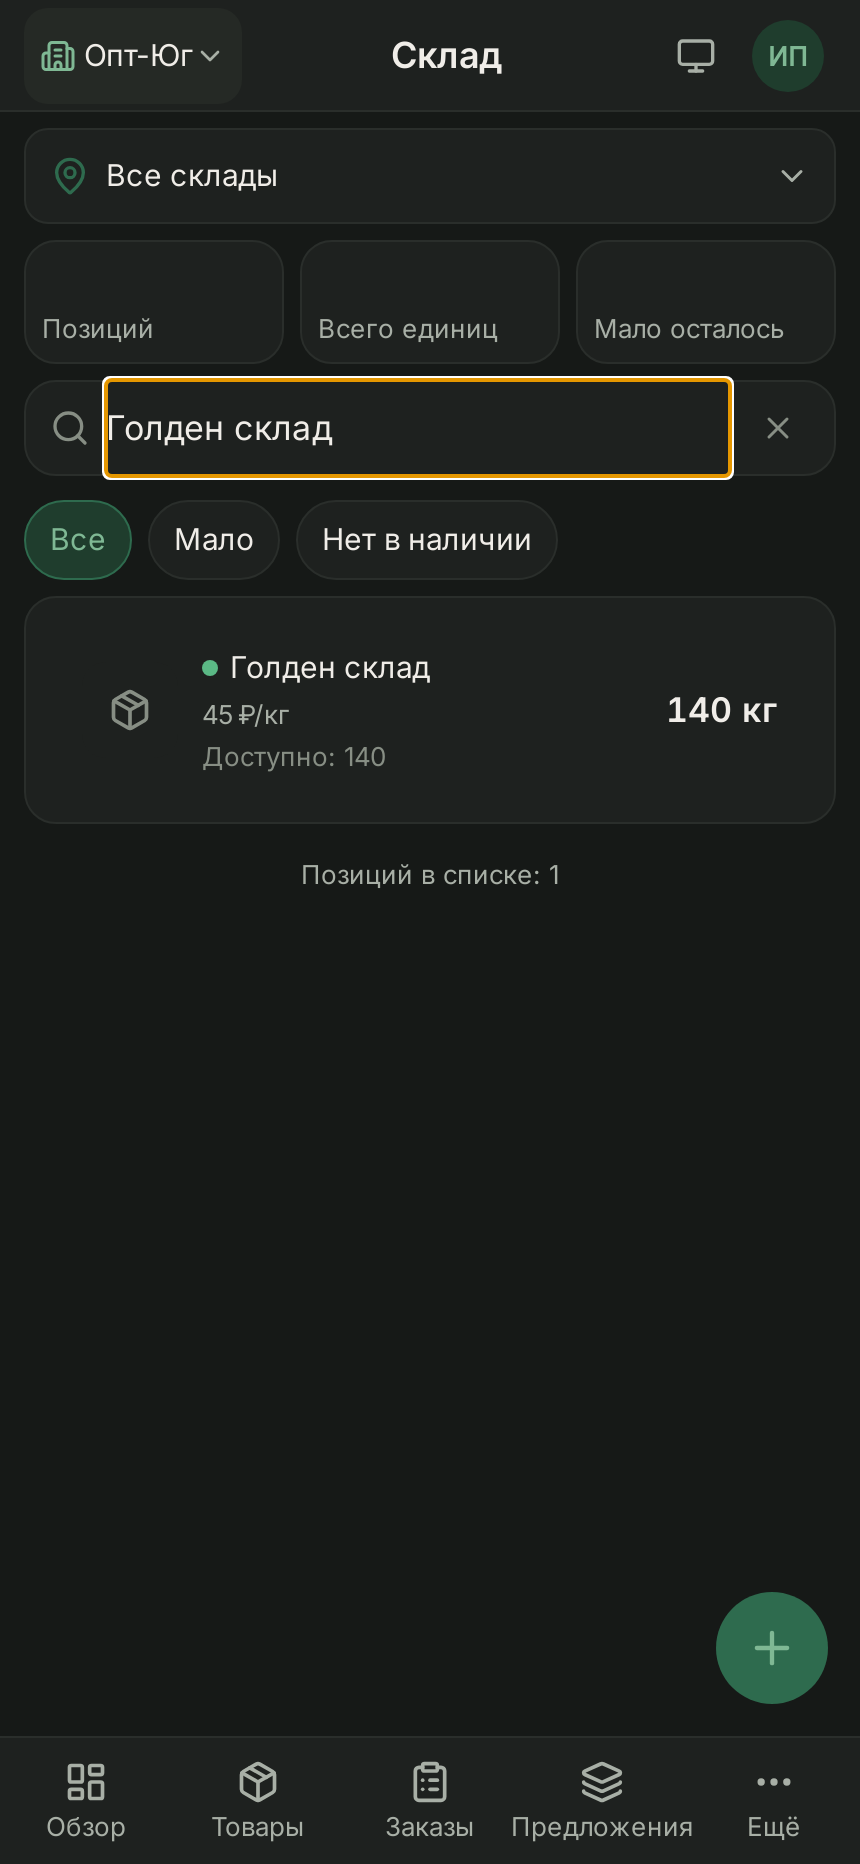 Опт-Юг
Склад
ИП
Все склады
Позиций
Всего единиц
Мало осталось
Голден склад
Все
Мало
Нет в наличии
Голден склад
45 ₽/кг
Доступно: 140
140 кг
Позиций в списке: 1
Обзор
Товары
Заказы
Предложения
Ещё